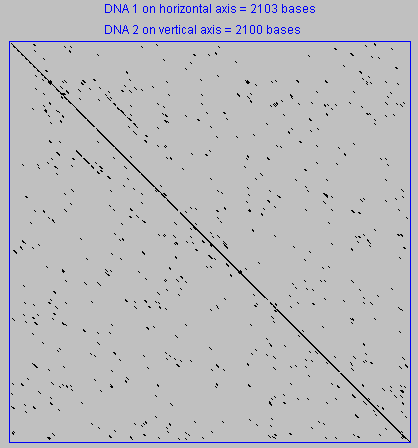 DNA 1 on horizontal axis = 2103 bases
DNA 2 on vertical axis = 2100 bases